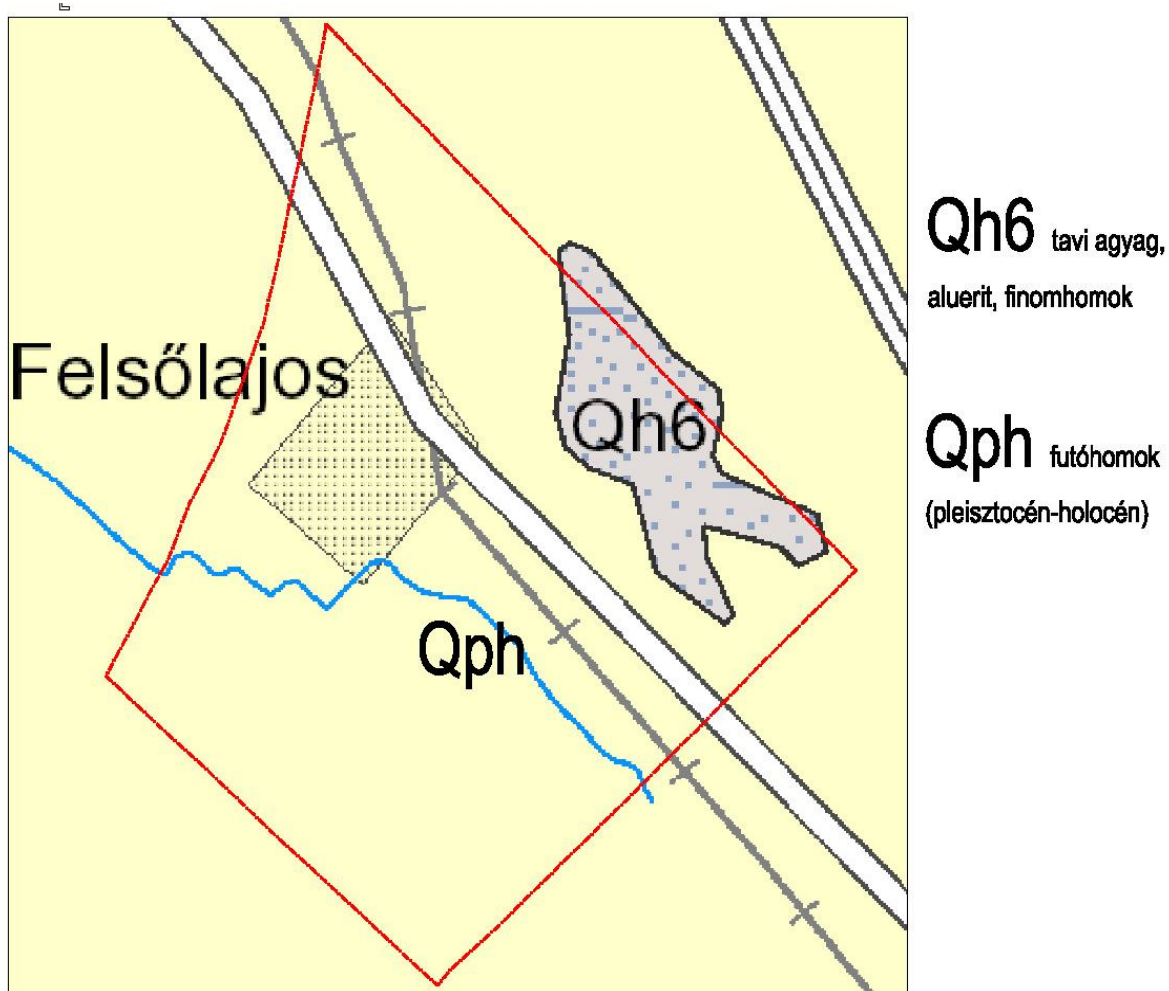 Felsőlajos
Qh6
Qph
Qh6 tavi agyag,
aluerit, finomhomok
Qph futóhomok
(pleisztocén-holocén)